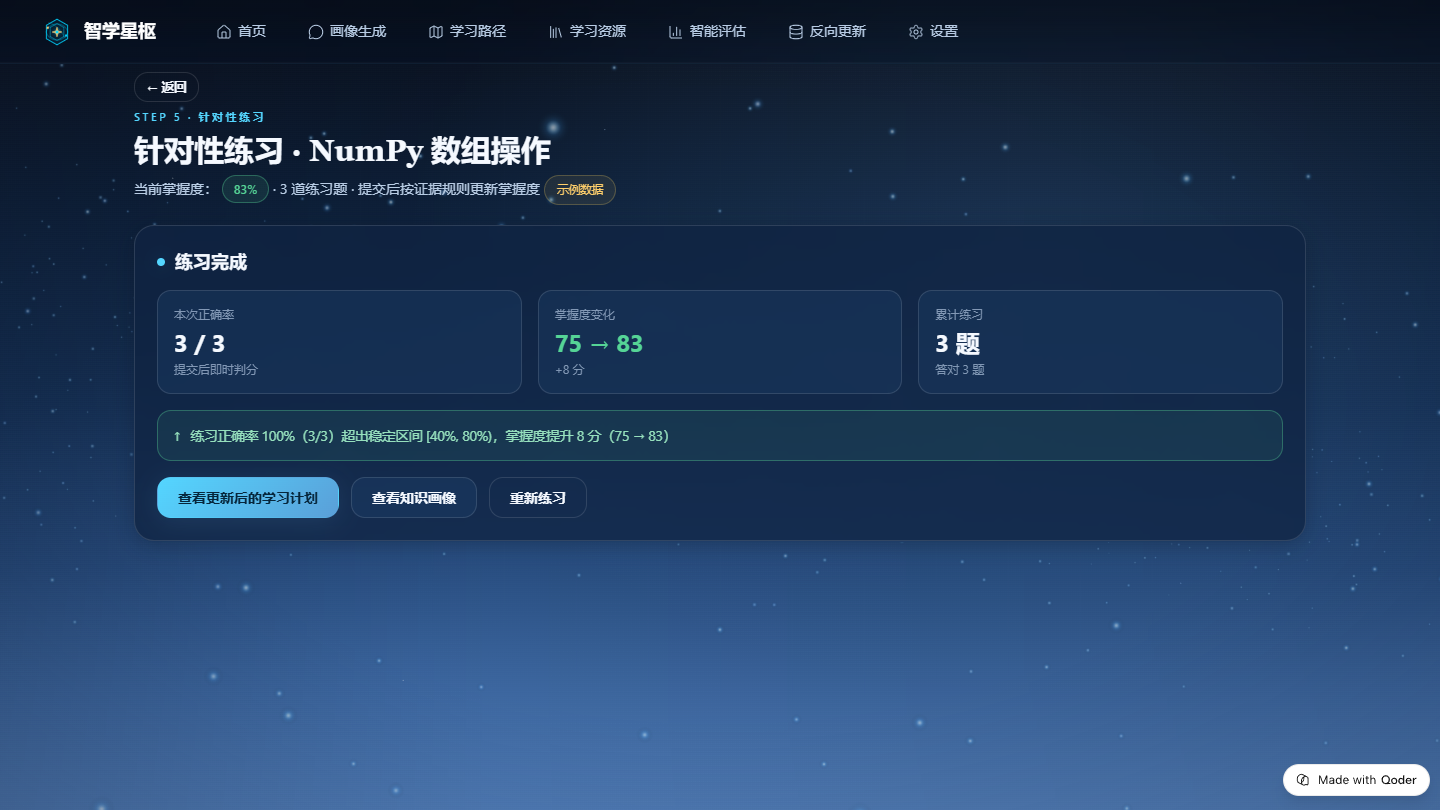 智学星枢
首页 画像生成 学习路径 学习资源 智能评估 反向更新 设置
← 返回
STEP 5 · 针对性练习
针对性练习 · NumPy 数组操作
当前掌握度： 83% · 3 道练习题 · 提交后按证据规则更新掌握度 示例数据
练习完成
本次正确率
3 / 3
提交后即时判分
掌握度变化
75 → 83
+8 分
累计练习
3 题
答对 3 题
↑ 练习正确率 100%（3/3）超出稳定区间 [40%, 80%)，掌握度提升 8 分（75 → 83）
查看更新后的学习计划 查看知识画像 重新练习
Made with Qoder